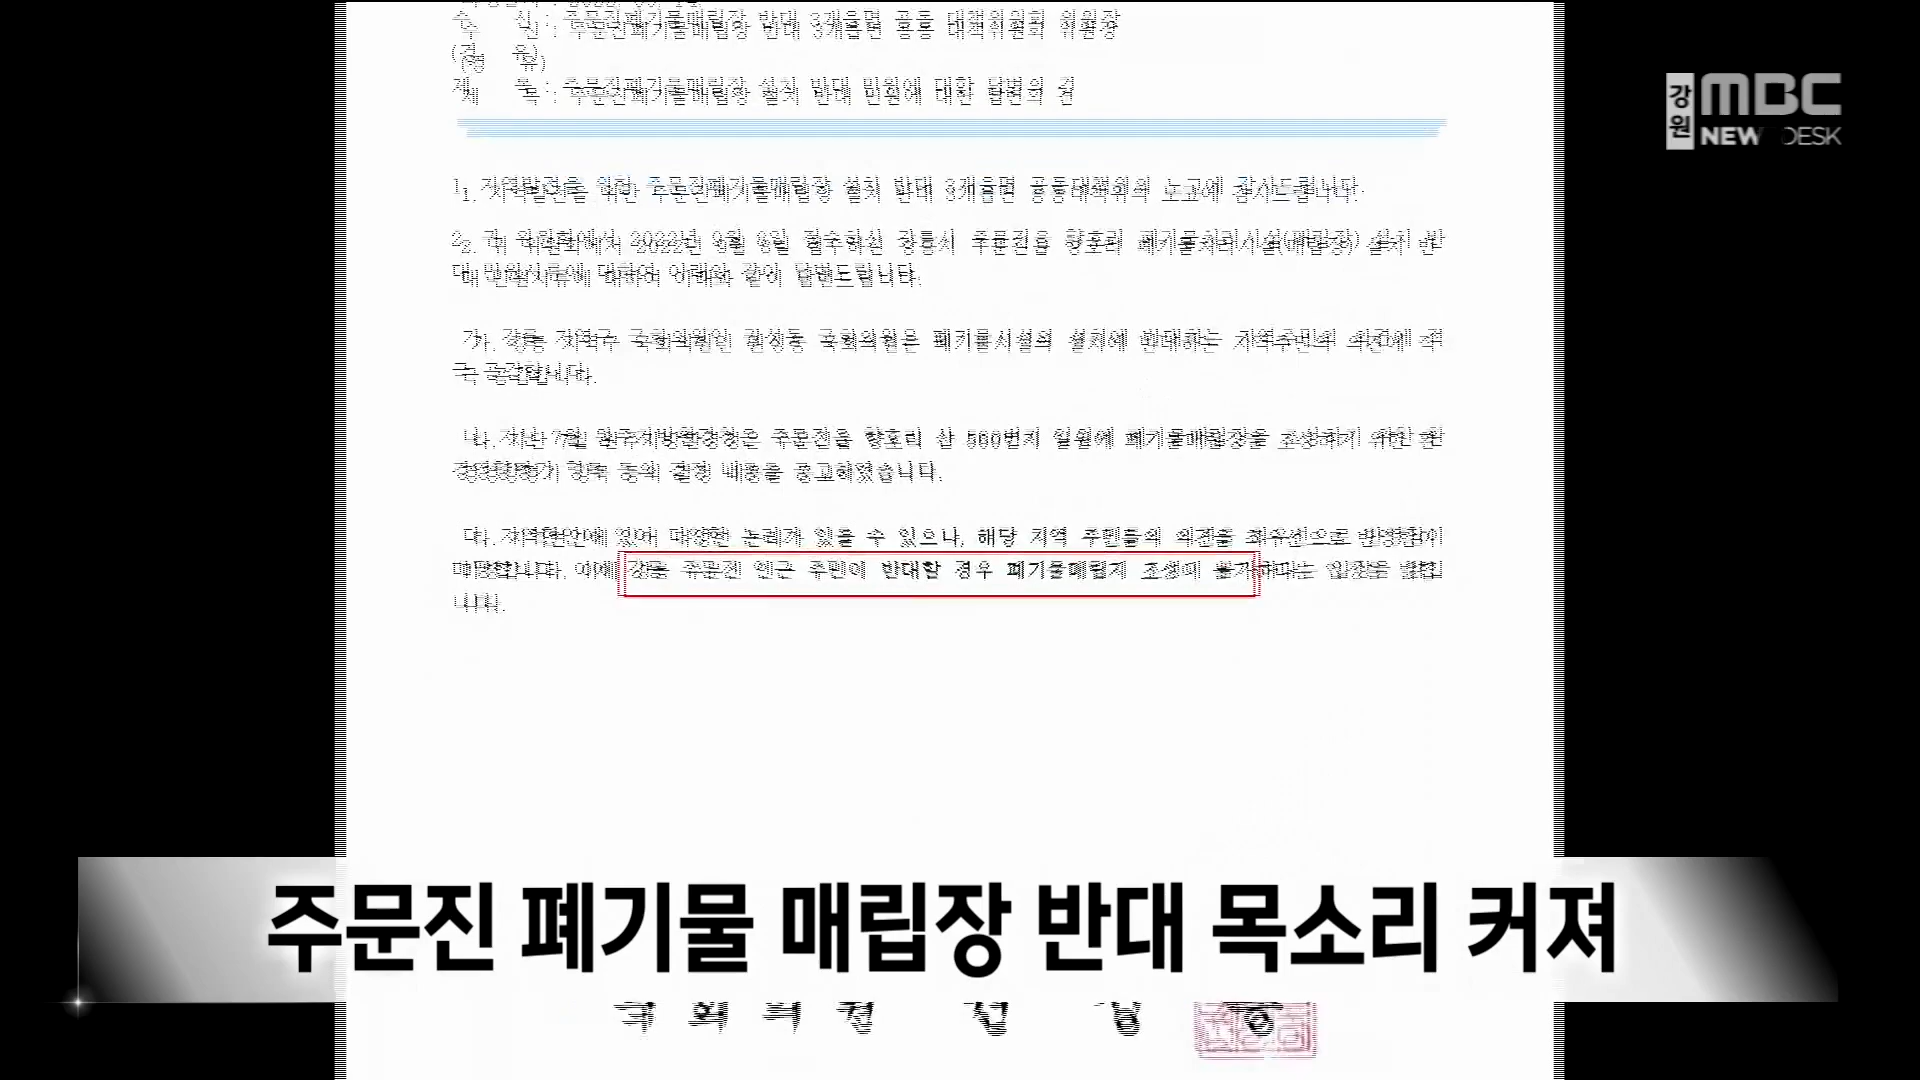 수 신 : 주문진폐기물매립장 반대 3개읍면 공동 대책위원회 위원장
(경 유)
제 목 : 주문진폐기물매립장 설치 반대 민원에 대한 답변의 건
강원
MBC
NEW DESK
1. 지역발전을 위한 주문진폐기물매립장 설치 반대 3개읍면 공동대책위의 노고에 감사드립니다.
2. 귀 위원회에서 2022년 9월 8일 접수하신 강릉시 주문진읍 향호리 폐기물처리시설(매립장) 설치 반
대 민원서류에 대하여 아래와 같이 답변드립니다.
가. 강릉 지역구 국회의원인 권성동 국회의원은 폐기물시설의 설치에 반대하는 지역주민의 의견에 적
극 공감합니다.
나. 지난 7월 원주지방환경청은 주문진읍 향호리 산 560번지 일원에 폐기물매립장을 조성하기 위한 환
경영향평가 항목 등의 결정 내용을 공고하였습니다.
다. 지역현안에 있어 다양한 논리가 있을 수 있으나, 해당 지역 주민들의 의견을 최우선으로 반영함이
마땅합니다. 이에 강릉 주문진 인근 주민이 반대할 경우 폐기물매립지 조성이 불가하다는 입장을 밝힙
니다.
주문진 폐기물 매립장 반대 목소리 커져
국회의원 권 성 동